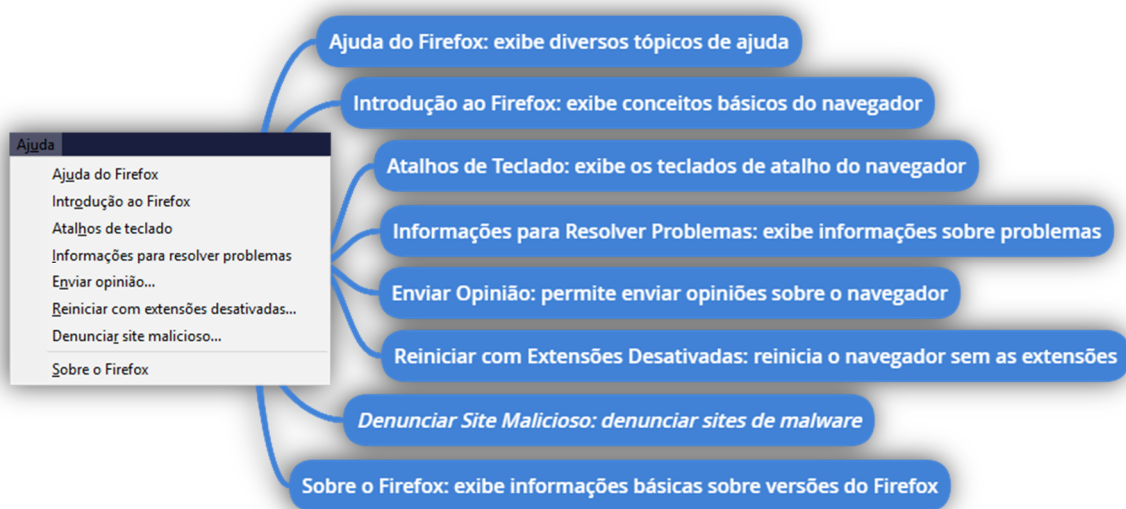 Ajuda do Firefox: exibe diversos tópicos de ajuda
Introdução ao Firefox: exibe conceitos básicos do navegador
Ajuda
Ajuda do Firefox
Introdução ao Firefox
Atalhos de teclado
Informações para resolver problemas
Enviar opinião...
Reiniciar com extensões desativadas...
Denunciar site malicioso...
Sobre o Firefox
Atalhos de Teclado: exibe os teclados de atalho do navegador
Informações para Resolver Problemas: exibe informações sobre problemas
Enviar Opinião: permite enviar opiniões sobre o navegador
Reiniciar com Extensões Desativadas: reinicia o navegador sem as extensões
Denunciar Site Malicioso: denunciar sites de malware
Sobre o Firefox: exibe informações básicas sobre versões do Firefox